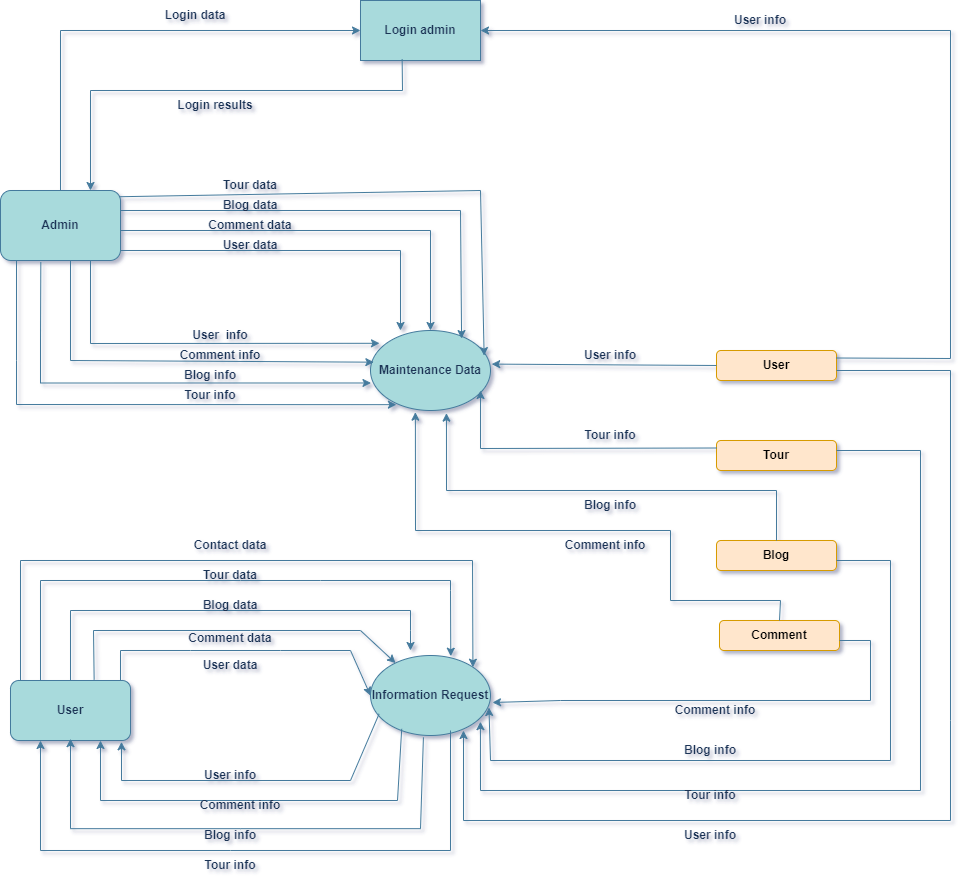 Login data
Login admin
User info
Login results
Tour data
Blog data
Admin
Comment data
User data
User  info
Comment info
Maintenance Data
User info
User
Blog info
Tour info
Tour info
Tour
Blog info
Contact data
Comment info
Blog
Tour data
Blog data
Comment data
Comment
User data
Information Request
User
Comment info
Blog info
User info
Tour info
Comment info
Blog info
User info
Tour info